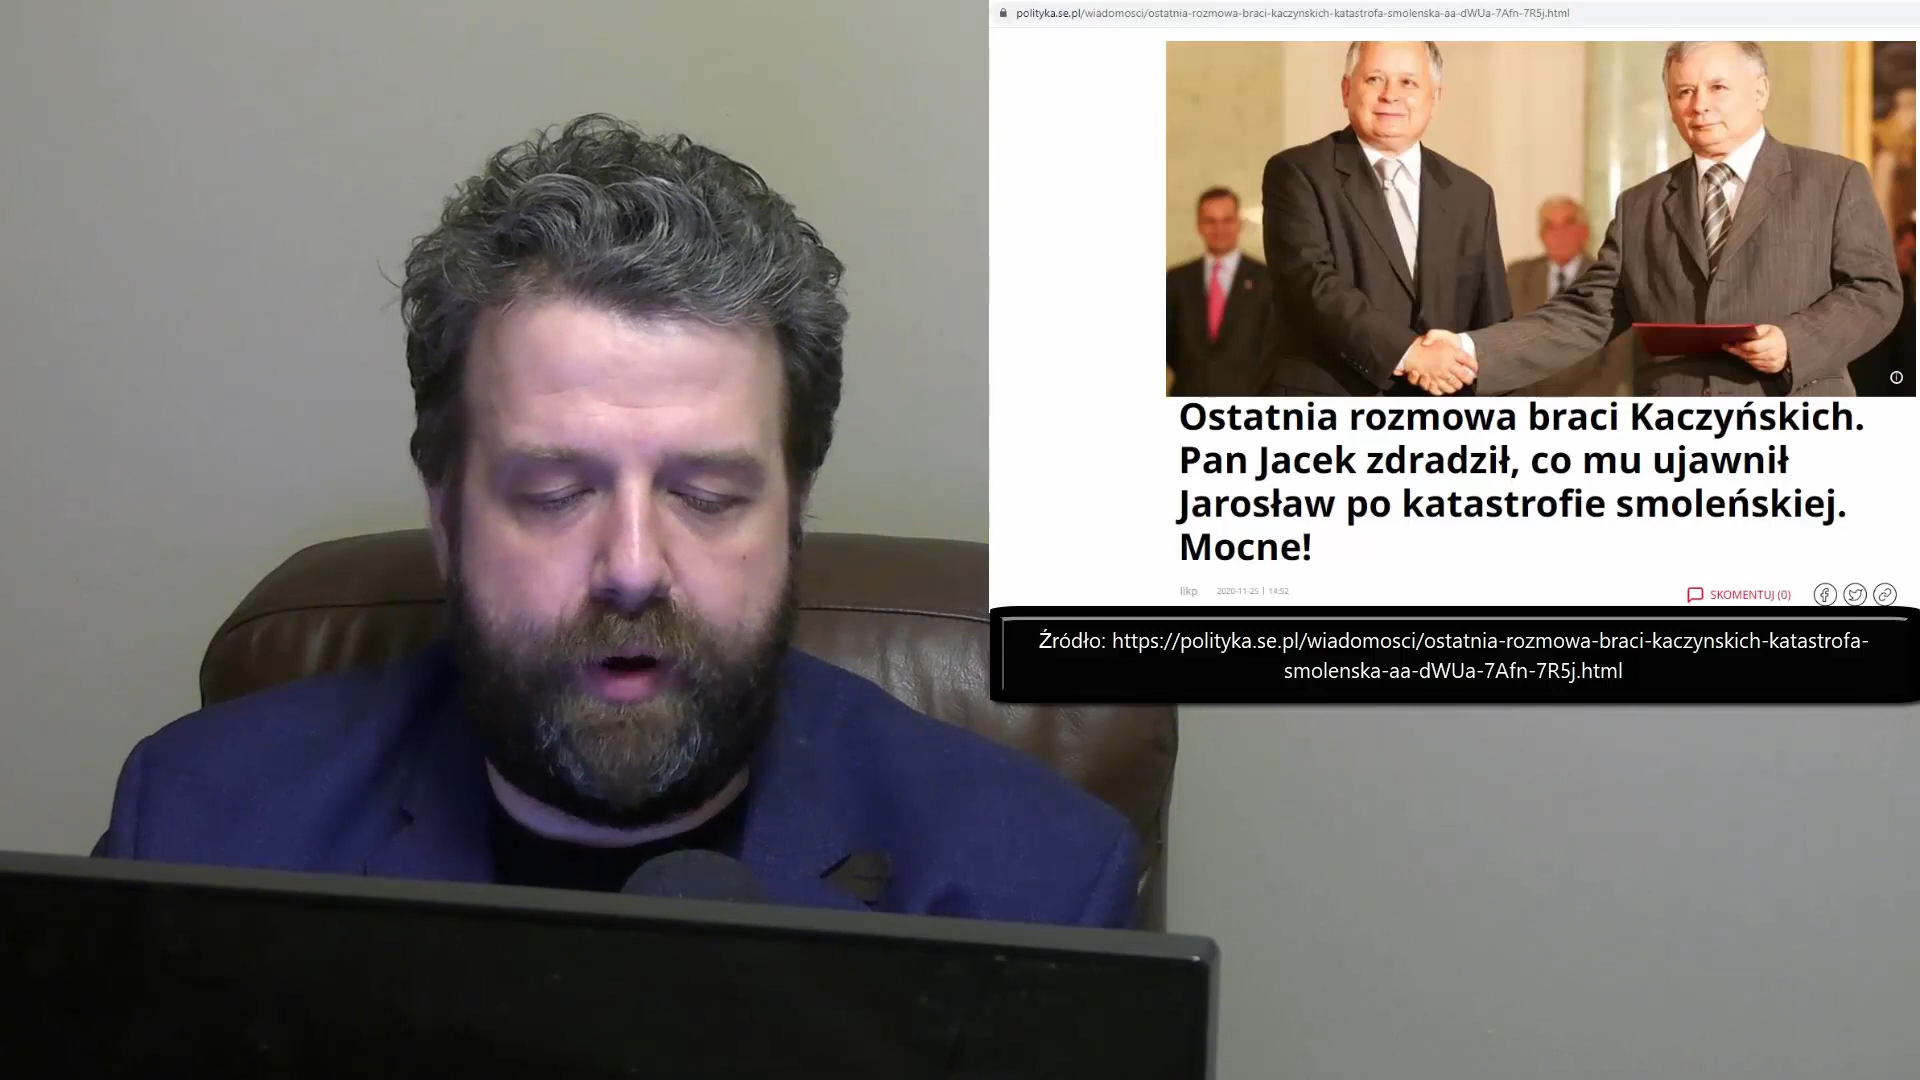 polityka.se.pl/wiadomosci/ostatnia-rozmowa-braci-kaczynskich-katastrofa-smolenska-aa-dWUa-7Afn-7R5j.html
Ostatnia rozmowa braci Kaczyńskich.
Pan Jacek zdradził, co mu ujawnił
Jarosław po katastrofie smoleńskiej.
Mocne!
likp 2020-11-25 | 14:52
SKOMENTUJ (0)
Źródło: https://polityka.se.pl/wiadomosci/ostatnia-rozmowa-braci-kaczynskich-katastrofa-
smolenska-aa-dWUa-7Afn-7R5j.html